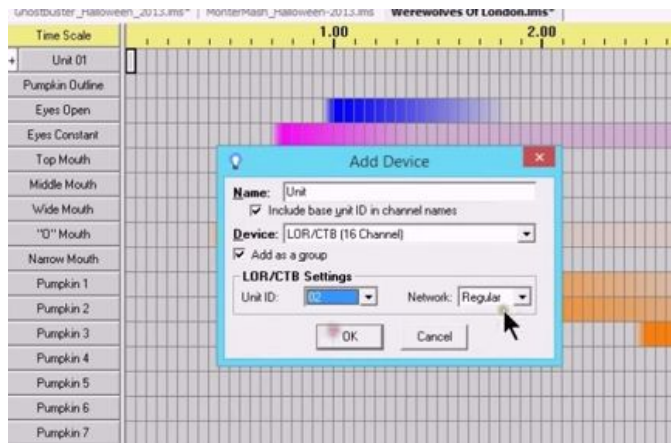 Ghostbuster_Halloween_2013.lms* | MonterMash_Halloween-2013.lms Werewolves Of London.lms*
Time Scale 1.00 2.00
+ Unit 01
Pumpkin Outline
Eyes Open
Eyes Constant
Top Mouth
Middle Mouth
Wide Mouth
"O" Mouth
Narrow Mouth
Pumpkin 1
Pumpkin 2
Pumpkin 3
Pumpkin 4
Pumpkin 5
Pumpkin 6
Pumpkin 7
Add Device
Name: Unit
Include base unit ID in channel names
Device: LOR/CTB (16 Channel)
Add as a group
LOR/CTB Settings
Unit ID: 02 Network: Regular
OK Cancel